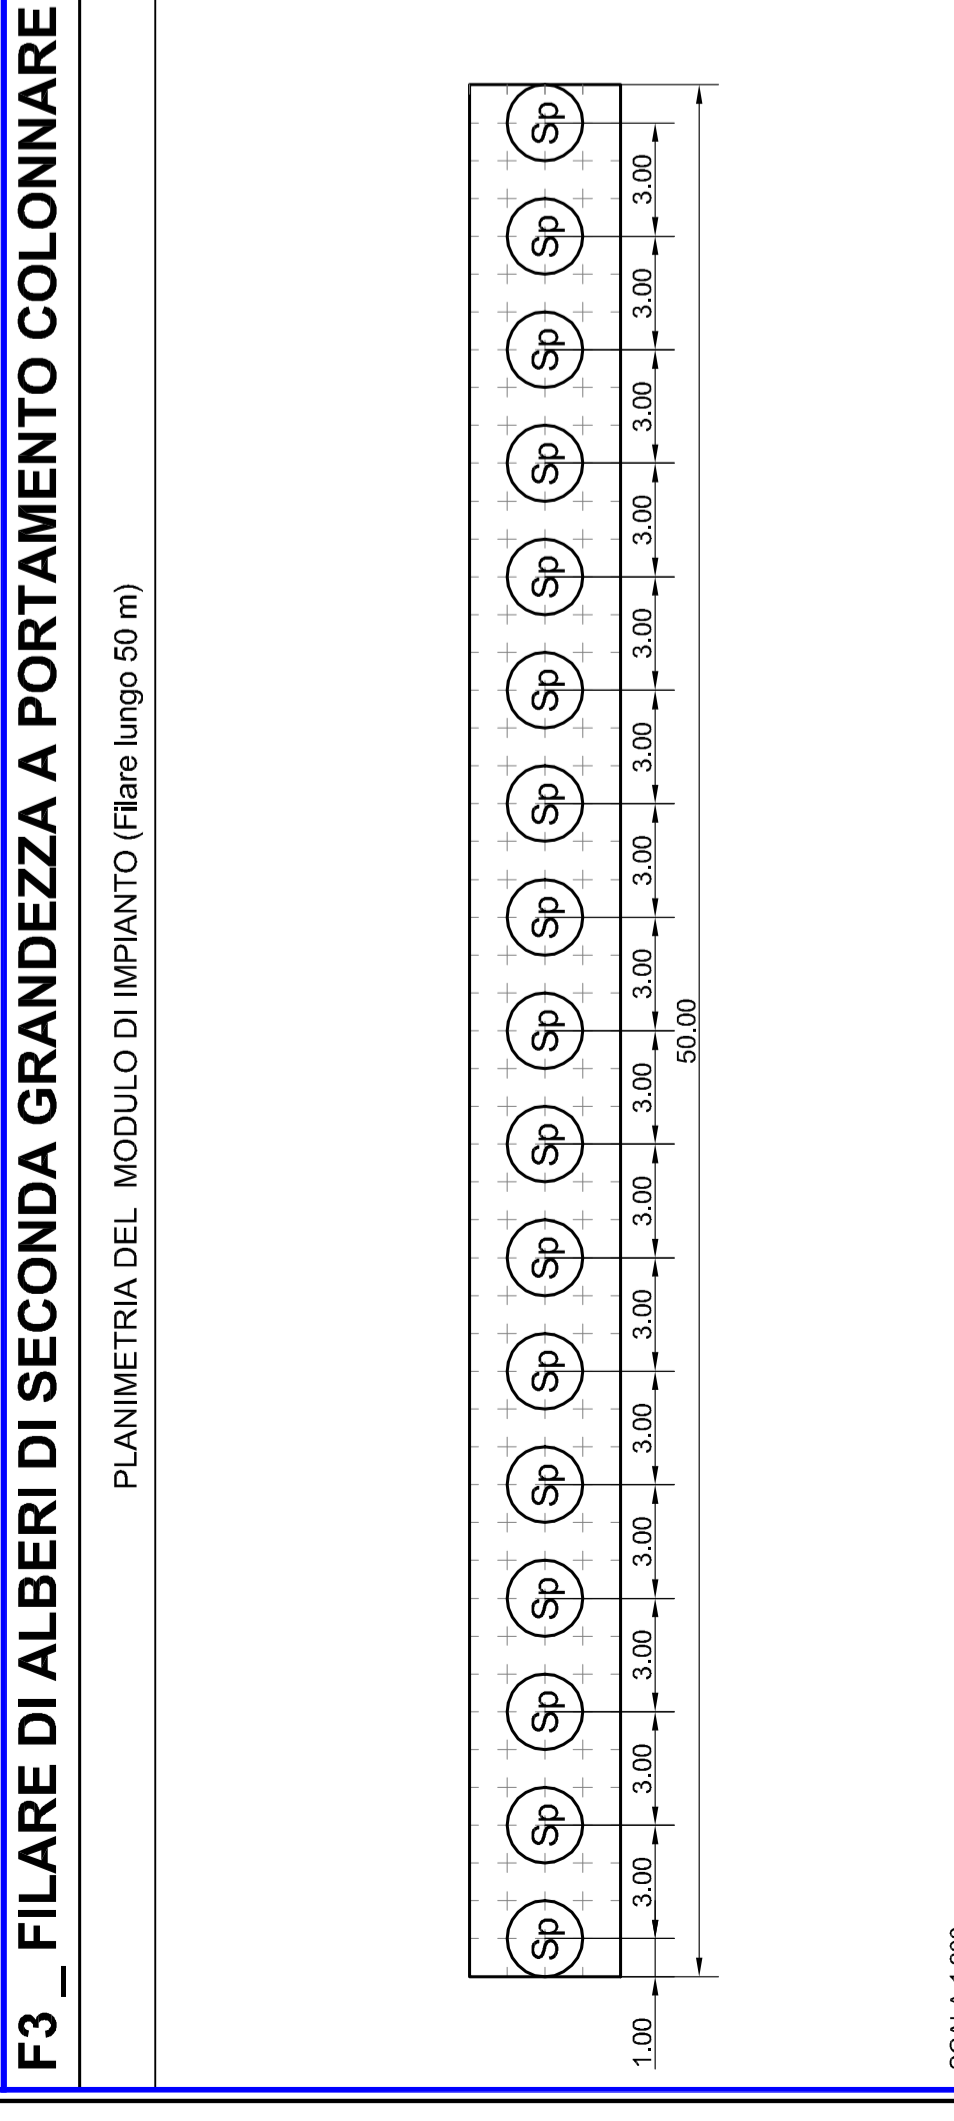 F3 _ FILARE DI ALBERI DI SECONDA GRANDEZZA A PORTAMENTO COLONNARE
PLANIMETRIA DEL MODULO DI IMPIANTO (Filare lungo 50 m)
Sp Sp Sp Sp Sp Sp Sp Sp Sp Sp Sp Sp Sp Sp Sp Sp Sp
1.00 3.00 3.00 3.00 3.00 3.00 3.00 3.00 3.00 3.00 3.00 3.00 3.00 3.00 3.00 3.00 3.00
50.00